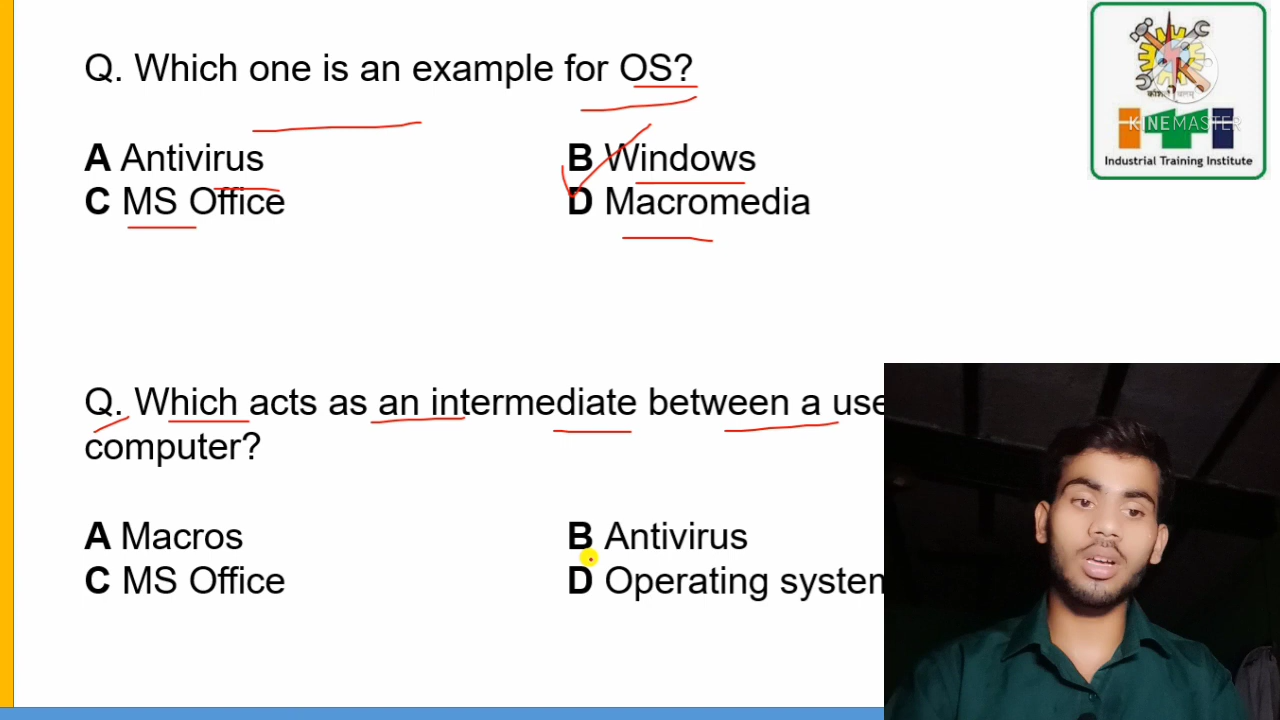 Q. Which one is an example for OS?
A Antivirus
B Windows
C MS Office
D Macromedia
Q. Which acts as an intermediate between a use
computer?
A Macros
B Antivirus
C MS Office
D Operating system
KINEMASTER
Industrial Training Institute